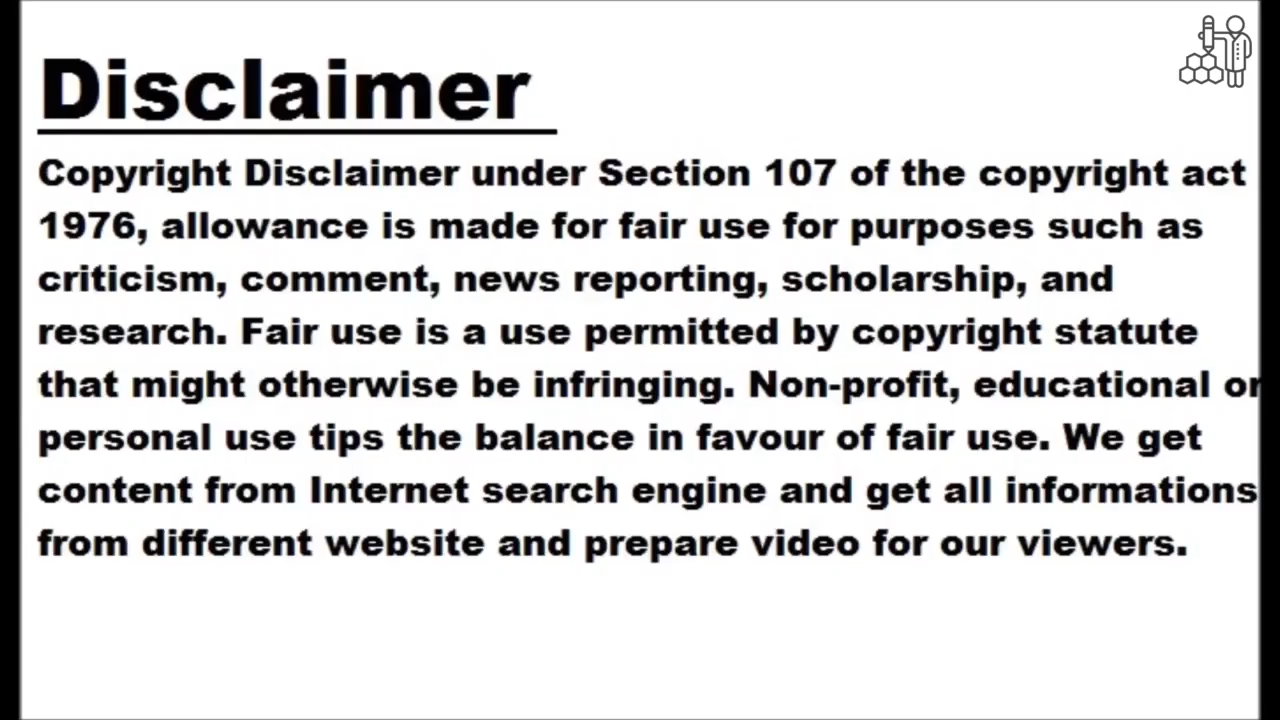 Disclaimer
Copyright Disclaimer under Section 107 of the copyright act
1976, allowance is made for fair use for purposes such as
criticism, comment, news reporting, scholarship, and
research. Fair use is a use permitted by copyright statute
that might otherwise be infringing. Non-profit, educational or
personal use tips the balance in favour of fair use. We get
content from Internet search engine and get all informations
from different website and prepare video for our viewers.